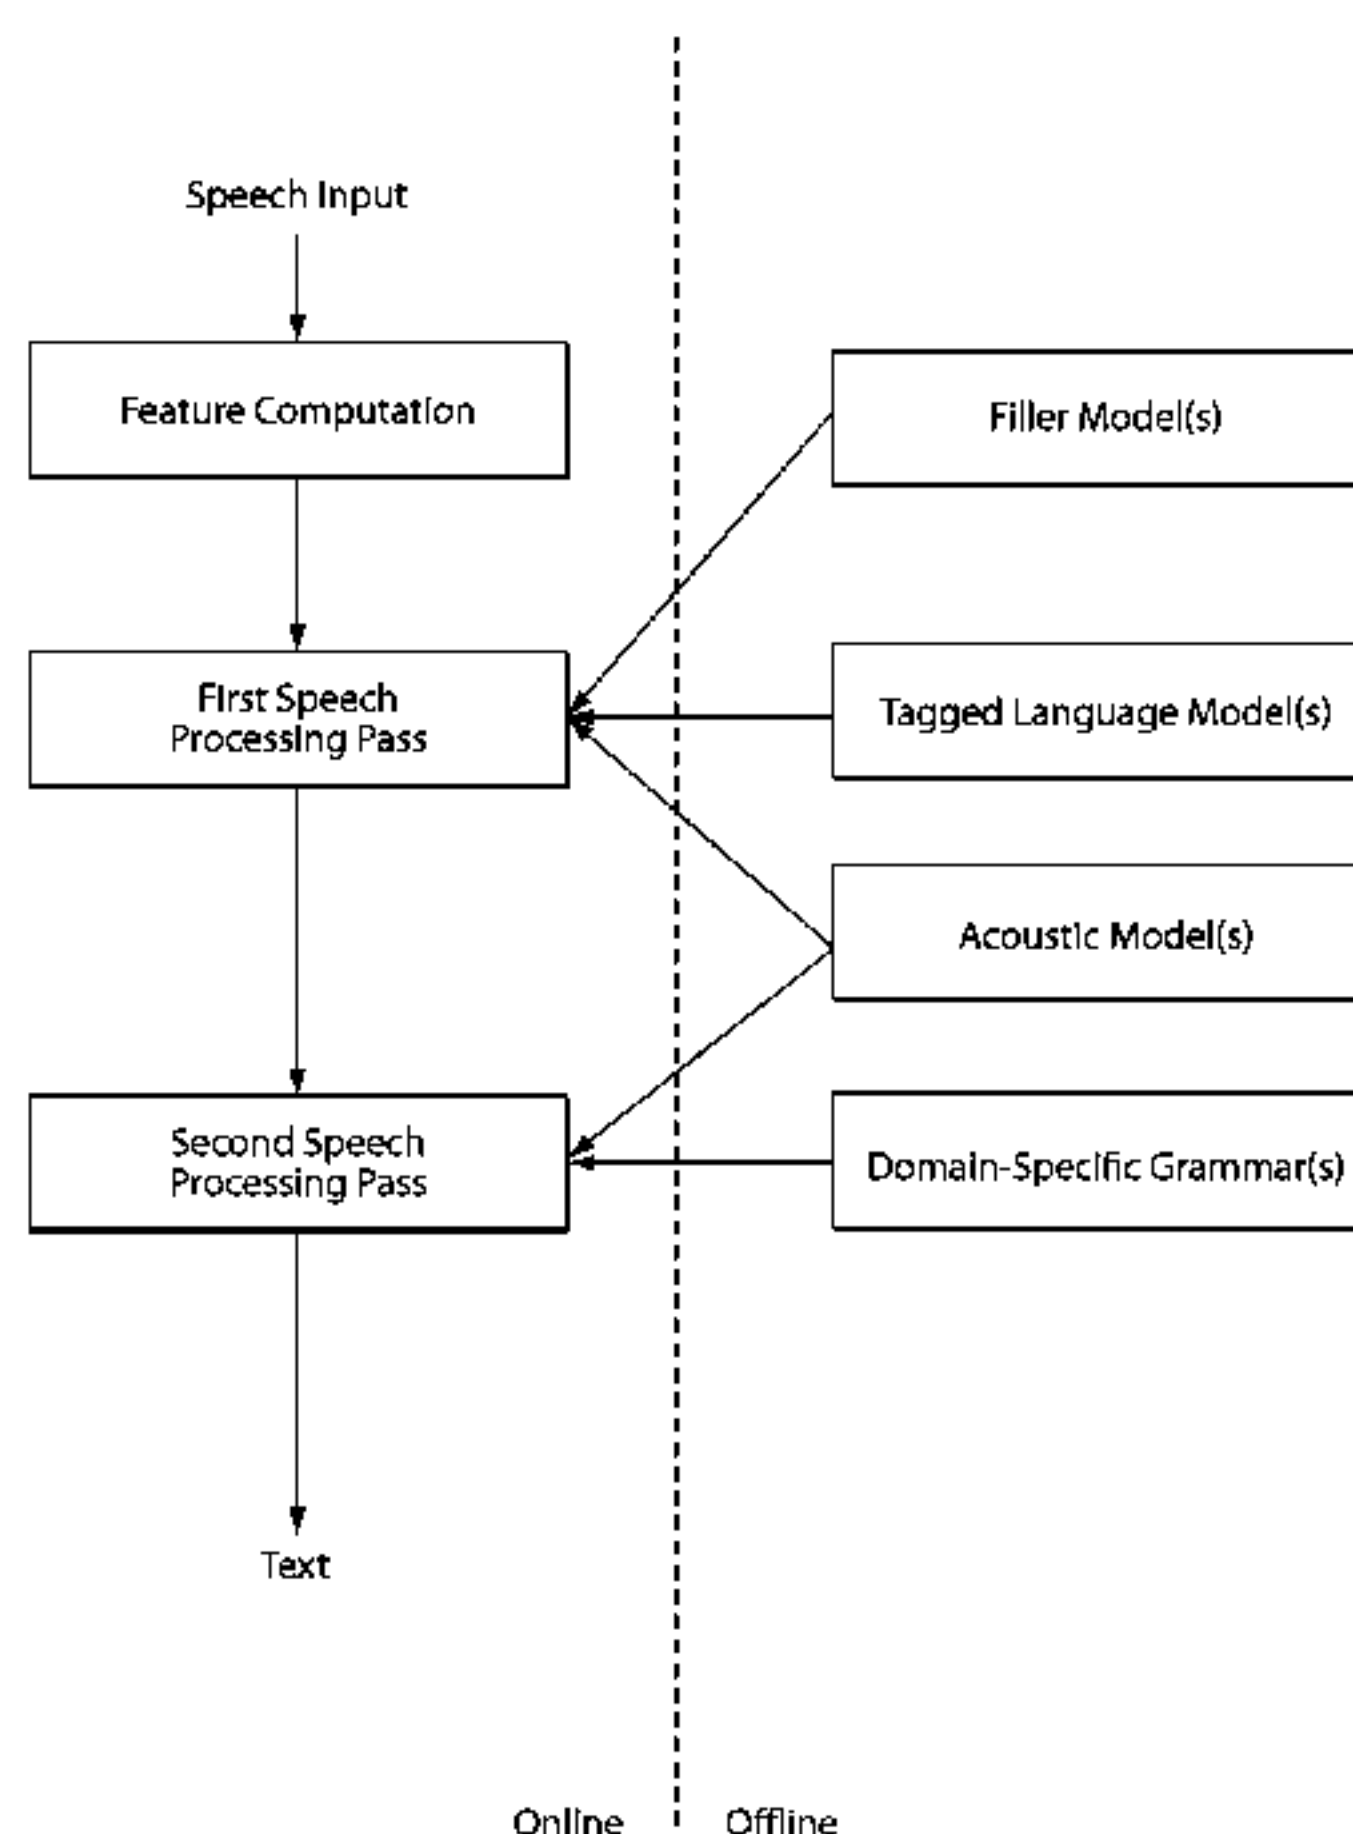 Speech Input
Feature Computation
Filler Model(s)
First Speech
Processing Pass
Tagged Language Model(s)
Acoustic Model(s)
Second Speech
Processing Pass
Domain-Specific Grammar(s)
Text
Online
Offline